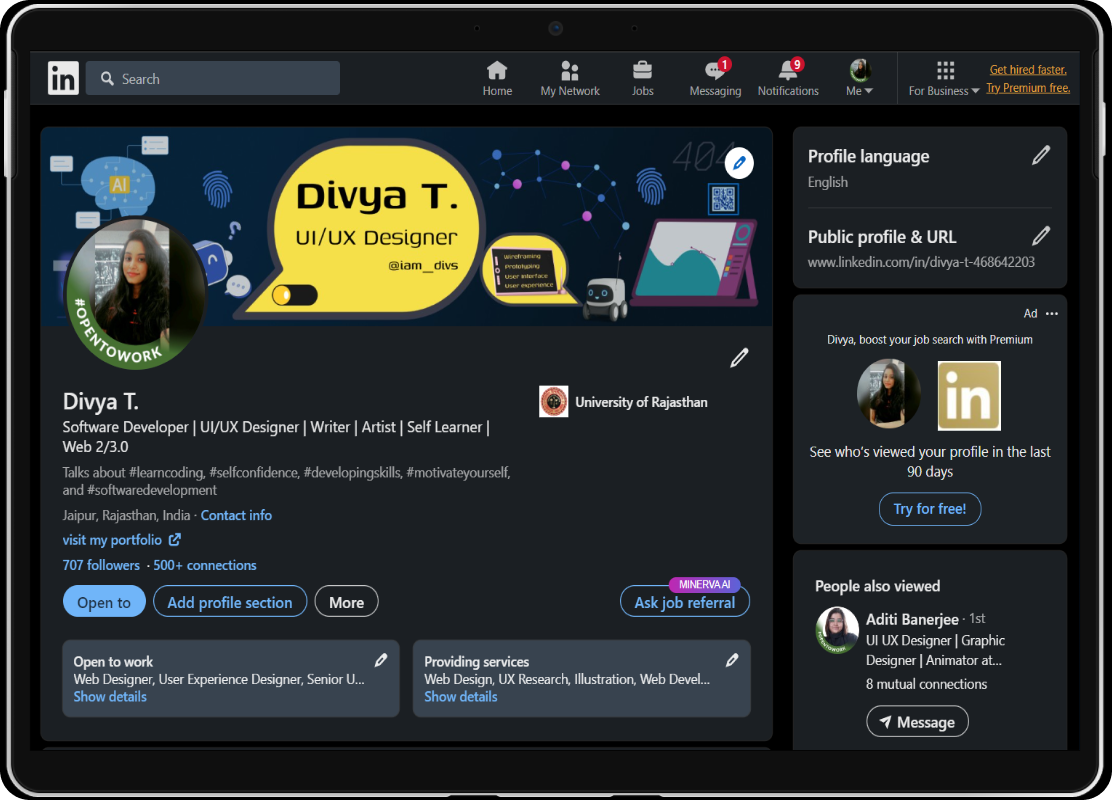 in
Search
Home
My Network
Jobs
1
Messaging
9
Notifications
Me
For Business
Get hired faster.
Try Premium free.
AI
404
Divya T.
UI/UX Designer
@iam_divs
Wireframing
Prototyping
User interface
User experience
#OPENTOWORK
Divya T.
Software Developer | UI/UX Designer | Writer | Artist | Self Learner |
Web 2/3.0
Talks about #learncoding, #selfconfidence, #developingskills, #motivateyourself,
and #softwaredevelopment
Jaipur, Rajasthan, India · Contact info
visit my portfolio
707 followers · 500+ connections
University of Rajasthan
Open to
Add profile section
More
MINERVA AI
Ask job referral
Open to work
Web Designer, User Experience Designer, Senior U...
Show details
Providing services
Web Design, UX Research, Illustration, Web Devel...
Show details
Profile language
English
Public profile & URL
www.linkedin.com/in/divya-t-468642203
Ad ···
Divya, boost your job search with Premium
in
See who's viewed your profile in the last
90 days
Try for free!
People also viewed
#OPENTOWORK
Aditi Banerjee · 1st
UI UX Designer | Graphic
Designer | Animator at...
8 mutual connections
Message